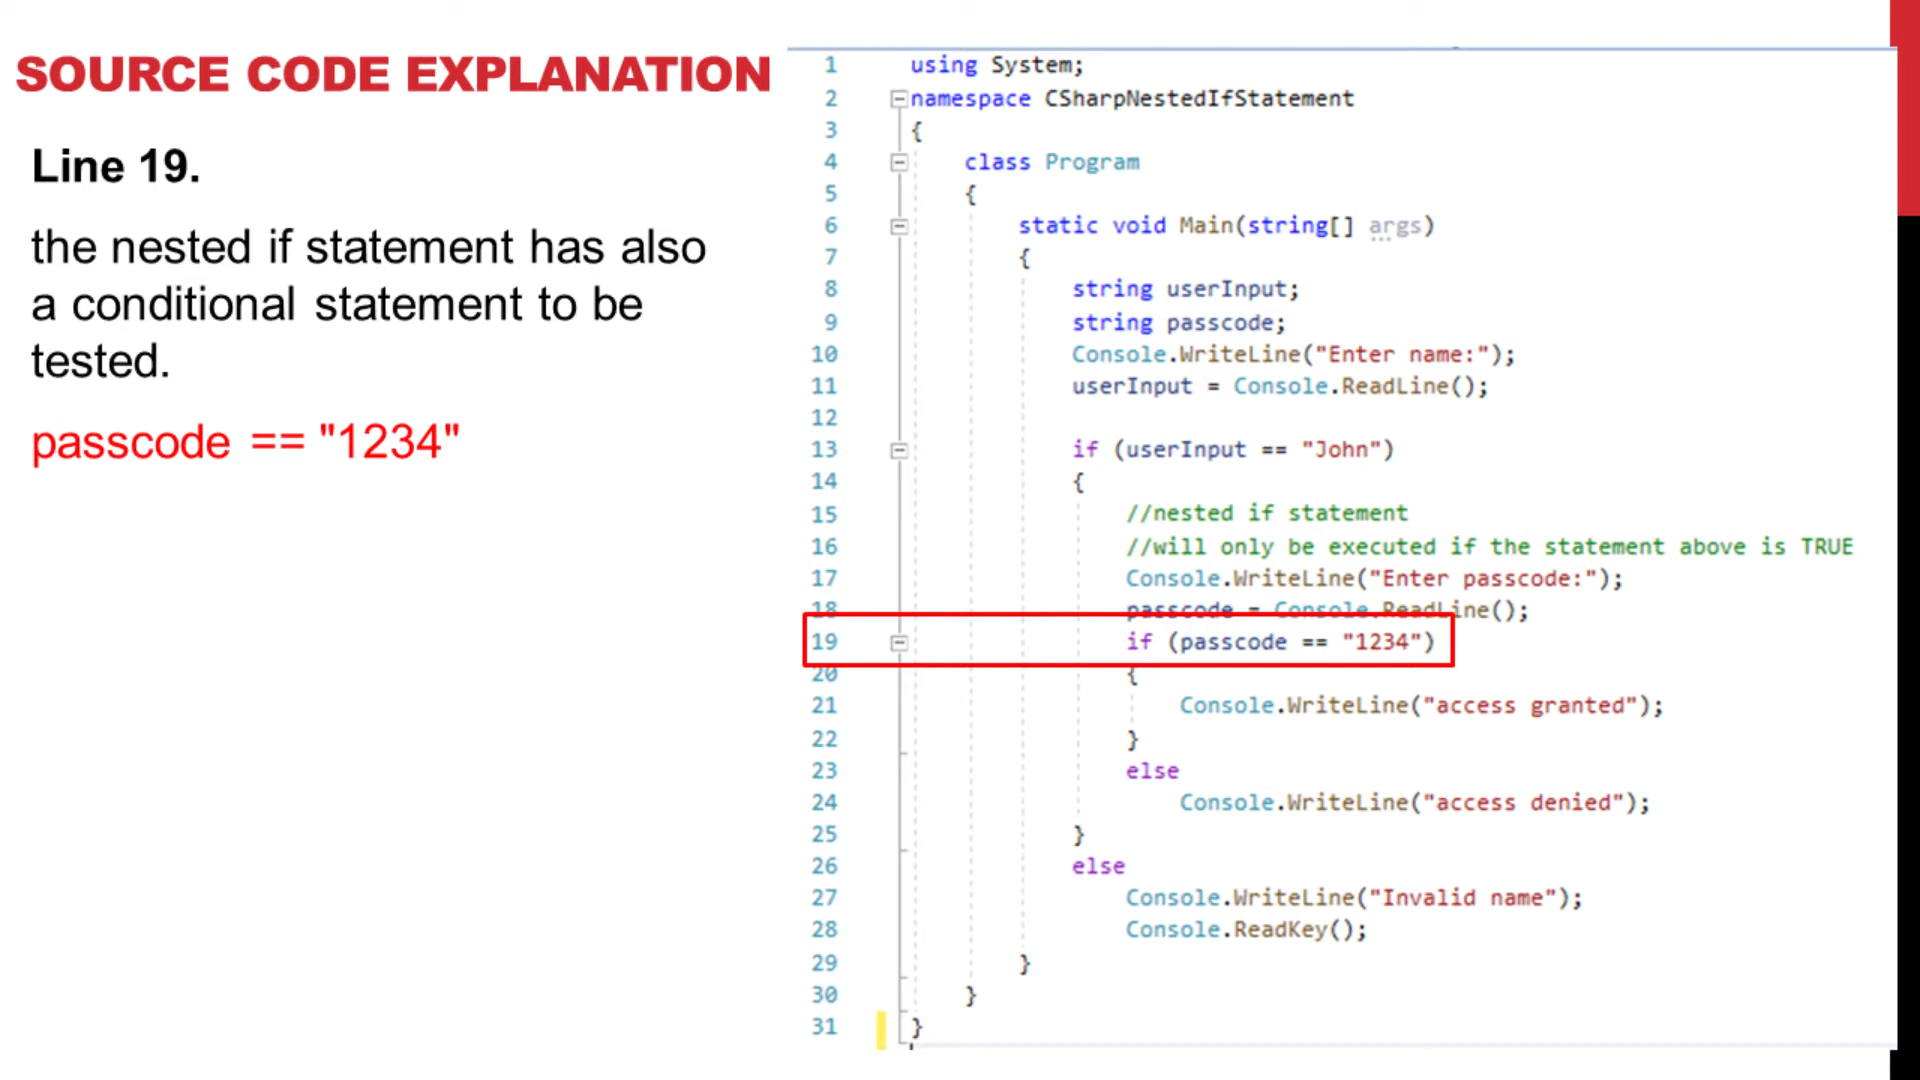 SOURCE CODE EXPLANATION
Line 19.
the nested if statement has also
a conditional statement to be
tested.
passcode == "1234"
1 using System;
2 namespace CSharpNestedIfStatement
3 {
4 class Program
5 {
6 static void Main(string[] args)
7 {
8 string userInput;
9 string passcode;
10 Console.WriteLine("Enter name:");
11 userInput = Console.ReadLine();
12
13 if (userInput == "John")
14 {
15 //nested if statement
16 //will only be executed if the statement above is TRUE
17 Console.WriteLine("Enter passcode:");
18 passcode = Console.ReadLine();
19 if (passcode == "1234")
20 {
21 Console.WriteLine("access granted");
22 }
23 else
24 Console.WriteLine("access denied");
25 }
26 else
27 Console.WriteLine("Invalid name");
28 Console.ReadKey();
29 }
30 }
31 }